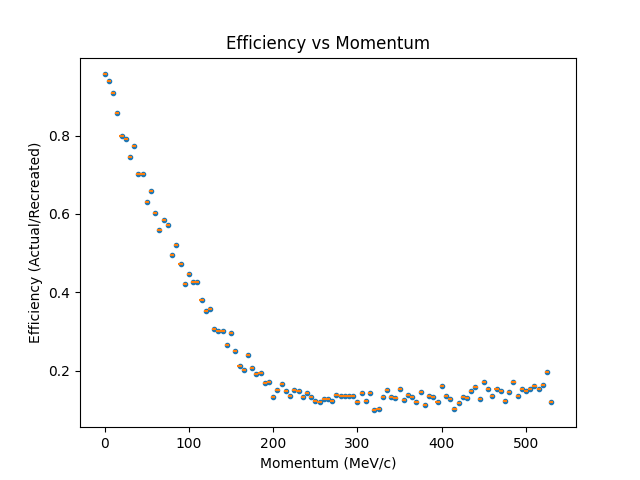 Efficiency vs Momentum
Efficiency (Actual/Recreated)
0.8
0.6
0.4
0.2
0 100 200 300 400 500
Momentum (MeV/c)